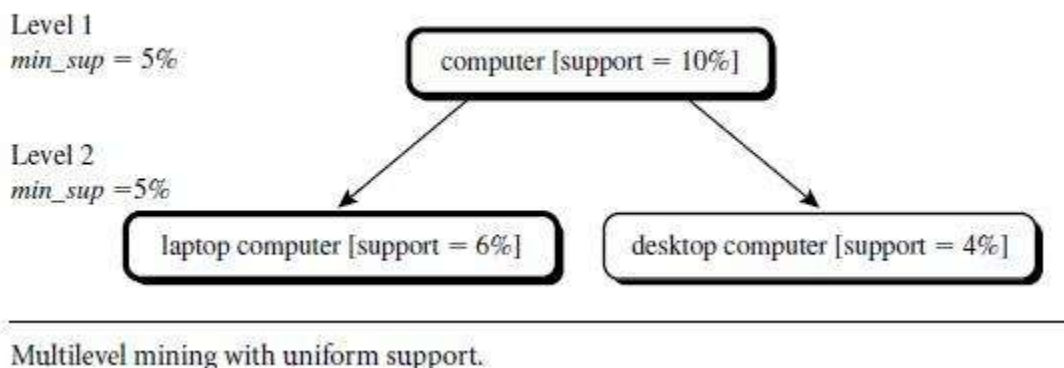 Level 1
min_sup = 5%
computer [support = 10%]
Level 2
min_sup =5%
laptop computer [support = 6%]
desktop computer [support = 4%]
Multilevel mining with uniform support.